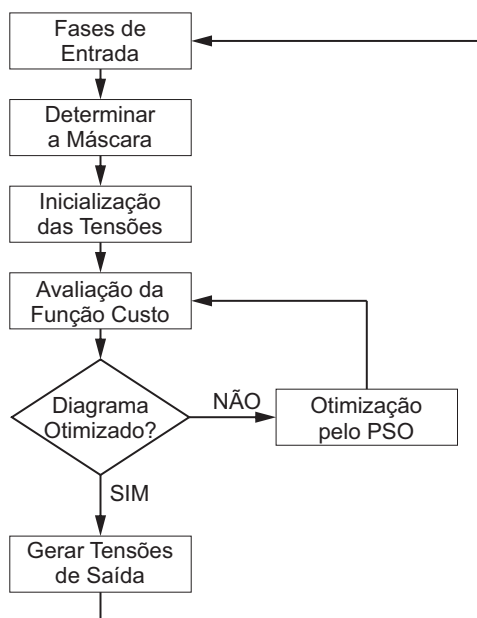 Fases de
Entrada
Determinar
a Máscara
Inicialização
das Tensões
Avaliação da
Função Custo
Diagrama
Otimizado?
NÃO
Otimização
pelo PSO
SIM
Gerar Tensões
de Saída